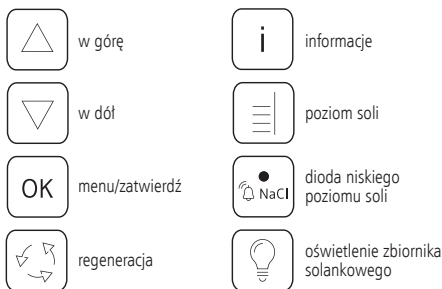 w górę
i
informacje
w dół
poziom soli
OK
menu/zatwierdź
NaCl
dioda niskiego
poziomu soli
regeneracja
oświetlenie zbiornika
solankowego